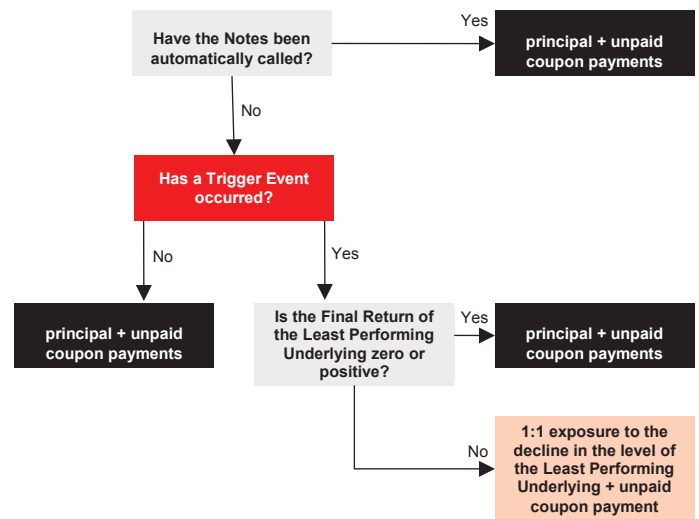 Have the Notes been
automatically called?
Yes
principal + unpaid
coupon payments
No
Has a Trigger Event
occurred?
No
Yes
principal + unpaid
coupon payments
Is the Final Return of
the Least Performing
Underlying zero or
positive?
Yes
principal + unpaid
coupon payments
No
1:1 exposure to the
decline in the level of
the Least Performing
Underlying + unpaid
coupon payment